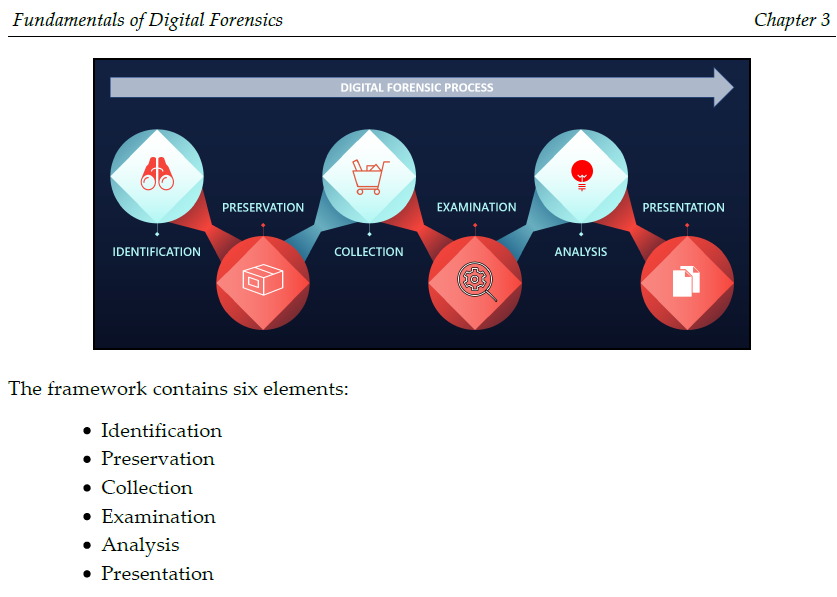 Fundamentals of Digital Forensics Chapter 3
DIGITAL FORENSIC PROCESS
PRESERVATION EXAMINATION PRESENTATION
IDENTIFICATION COLLECTION ANALYSIS
The framework contains six elements:
• Identification
• Preservation
• Collection
• Examination
• Analysis
• Presentation